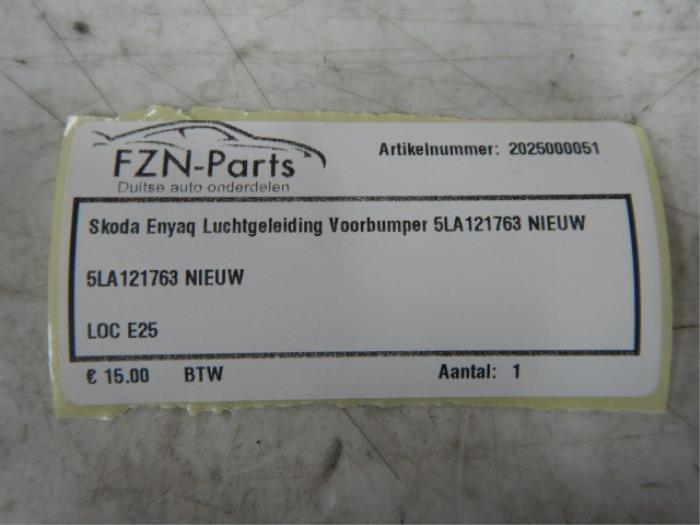 FZN-Parts
Duitse auto onderdelen
Artikelnummer: 2025000051
Skoda Enyaq Luchtgeleiding Voorbumper 5LA121763 NIEUW
5LA121763 NIEUW
LOC E25
€ 15.00 BTW Aantal: 1